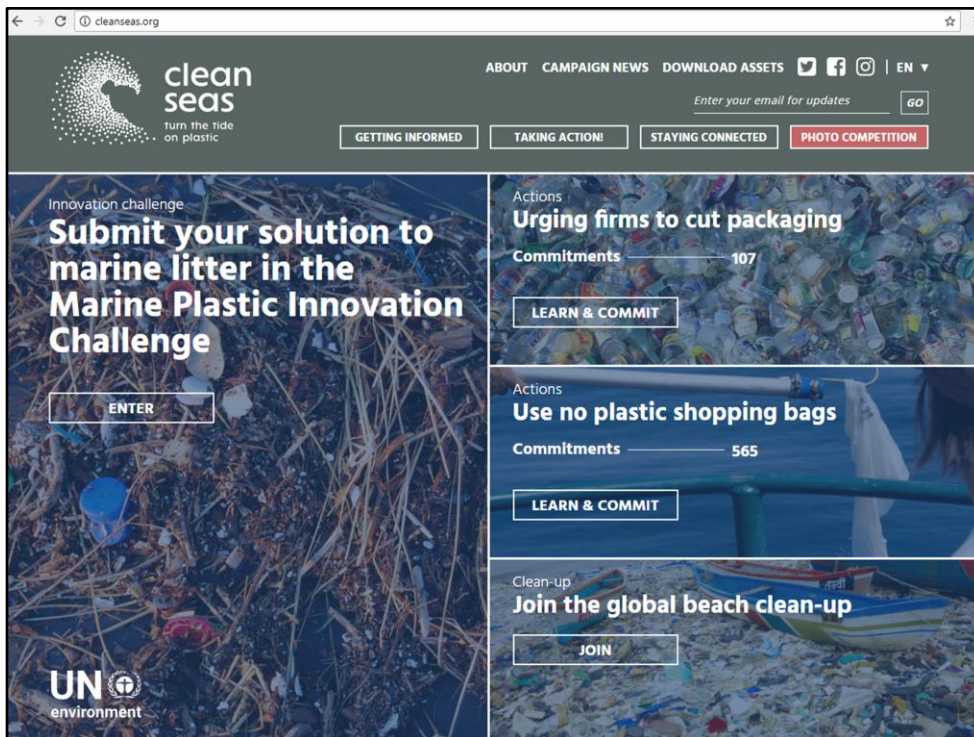 cleanseas.org
clean
seas
turn the tide
on plastic
ABOUT CAMPAIGN NEWS DOWNLOAD ASSETS | EN
Enter your email for updates GO
GETTING INFORMED TAKING ACTION! STAYING CONNECTED PHOTO COMPETITION
Innovation challenge
Submit your solution to
marine litter in the
Marine Plastic Innovation
Challenge
ENTER
UN
environment
Actions
Urging firms to cut packaging
Commitments 107
LEARN & COMMIT
Actions
Use no plastic shopping bags
Commitments 565
LEARN & COMMIT
Clean-up
Join the global beach clean-up
JOIN